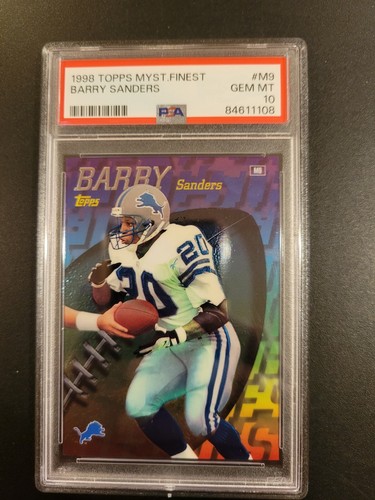 1998 TOPPS MYST.FINEST #M9
BARRY SANDERS GEM MT
10
PSA 84611108
BARRY
Sanders
M9
Topps
20
20